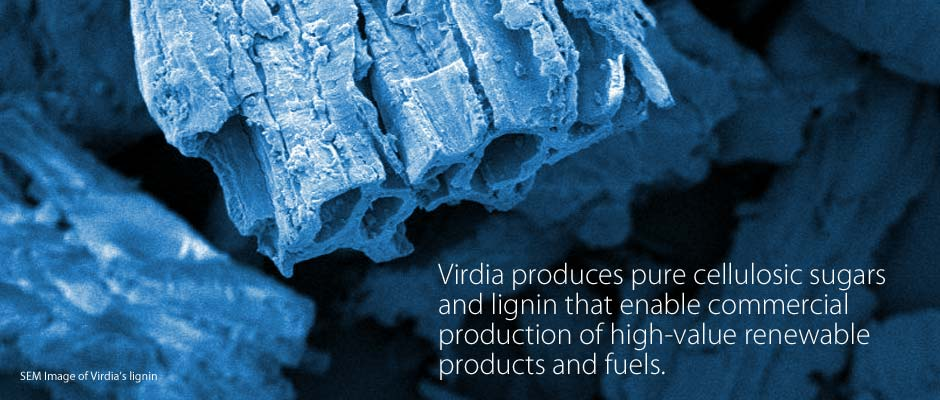 Virdia produces pure cellulosic sugars
and lignin that enable commercial
production of high-value renewable
products and fuels.
SEM Image of Virdia's lignin